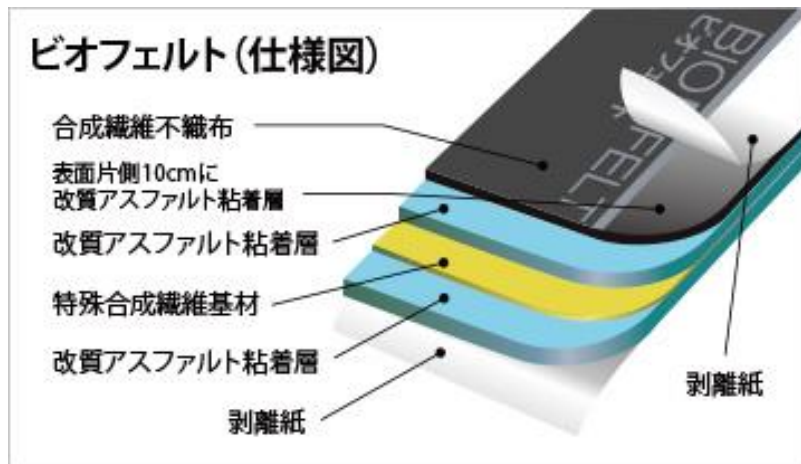 ビオフェルト(仕様図)
合成繊維不織布
表面片側10cmに
改質アスファルト粘着層
改質アスファルト粘着層
特殊合成繊維基材
改質アスファルト粘着層
剥離紙
剥離紙